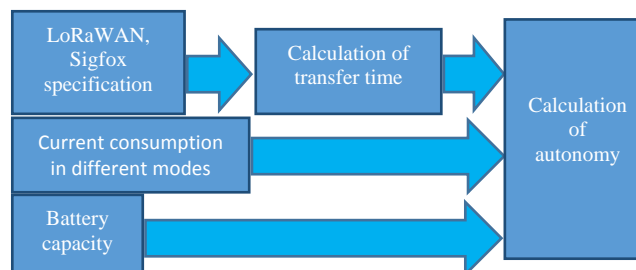 LoRaWAN,
Sigfox
specification
Calculation of
transfer time
Calculation
of
autonomy
Current consumption
in different modes
Battery
capacity